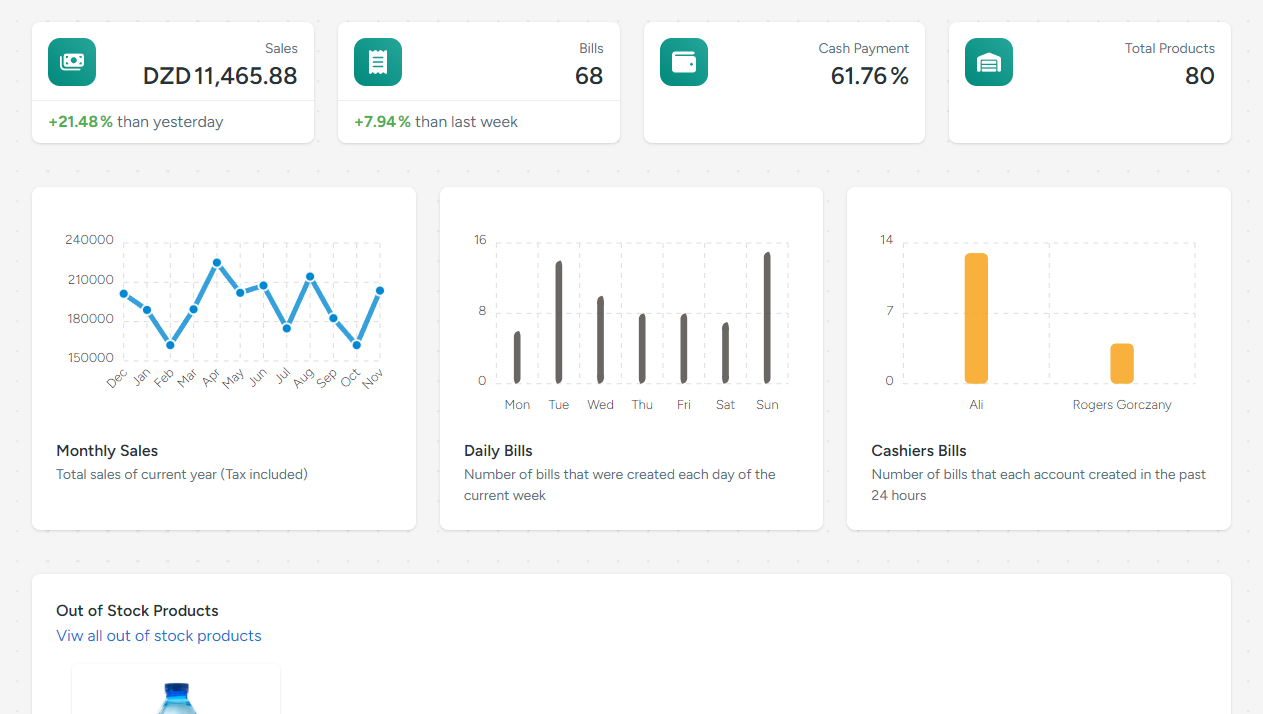 Sales
DZD 11,465.88
+21.48% than yesterday
Bills
68
+7.94% than last week
Cash Payment
61.76%
Total Products
80
240000
210000
180000
150000
Dec Jan Feb Mar Apr May Jun Jul Aug Sep Oct Nov
Monthly Sales
Total sales of current year (Tax included)
16
8
0
Mon Tue Wed Thu Fri Sat Sun
Daily Bills
Number of bills that were created each day of the
current week
14
7
0
Ali Rogers Gorczany
Cashiers Bills
Number of bills that each account created in the past
24 hours
Out of Stock Products
Viw all out of stock products